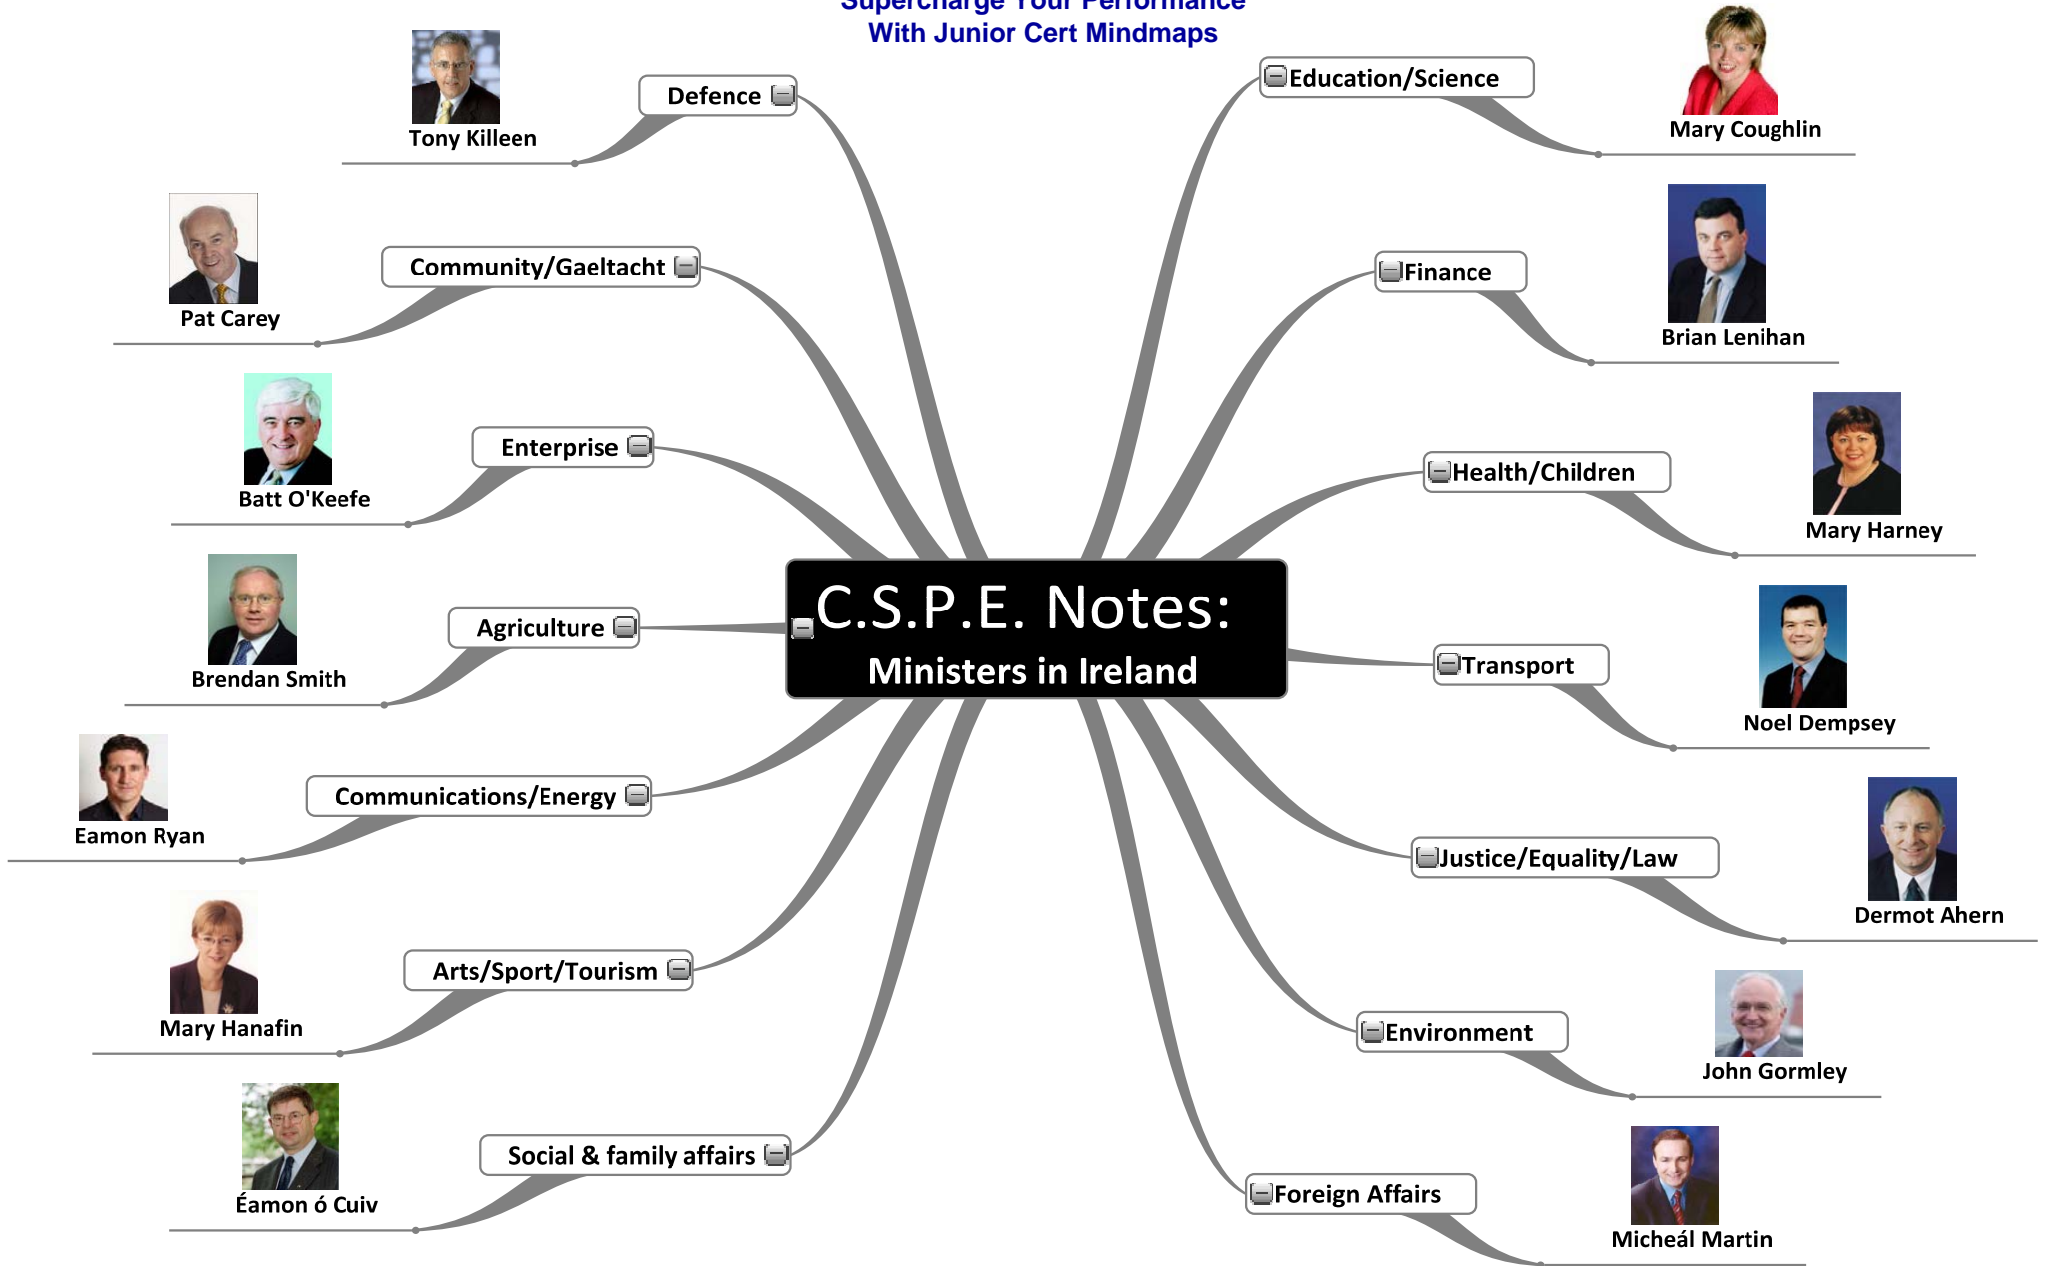 Supercharge Your Performance
With Junior Cert Mindmaps
Defence
Tony Killeen
Community/Gaeltacht
Pat Carey
Enterprise
Batt O'Keefe
Agriculture
Brendan Smith
Communications/Energy
Eamon Ryan
Arts/Sport/Tourism
Mary Hanafin
Social & family affairs
Éamon ó Cuiv
C.S.P.E. Notes:
Ministers in Ireland
Education/Science
Mary Coughlin
Finance
Brian Lenihan
Health/Children
Mary Harney
Transport
Noel Dempsey
Justice/Equality/Law
Dermot Ahern
Environment
John Gormley
Foreign Affairs
Micheál Martin